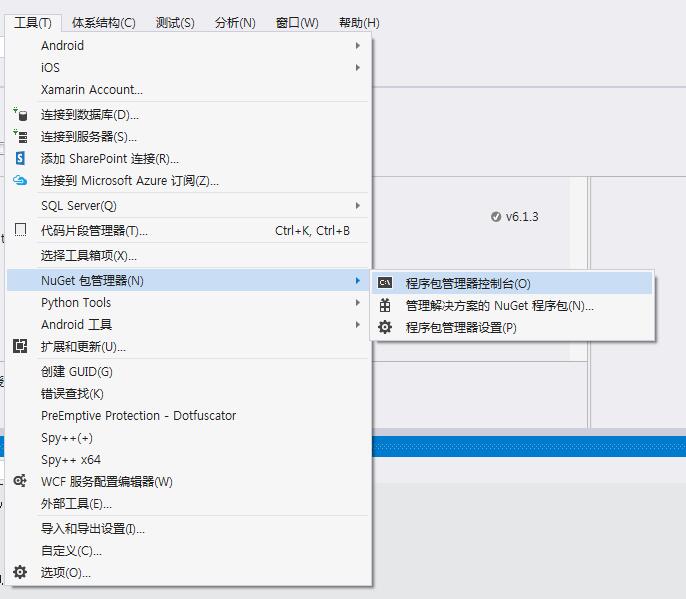 工具(T) 体系结构(C) 测试(S) 分析(N) 窗口(W) 帮助(H)
Android
iOS
Xamarin Account...
连接到数据库(D)...
连接到服务器(S)...
添加 SharePoint 连接(R)...
连接到 Microsoft Azure 订阅(Z)...
SQL Server(Q)
v6.1.3
代码片段管理器(T)... Ctrl+K, Ctrl+B
选择工具箱项(X)...
NuGet 包管理器(N)
程序包管理器控制台(O)
管理解决方案的 NuGet 程序包(N)...
程序包管理器设置(P)
Python Tools
Android 工具
扩展和更新(U)...
创建 GUID(G)
错误查找(K)
PreEmptive Protection - Dotfuscator
Spy++(+)
Spy++ x64
WCF 服务配置编辑器(W)
外部工具(E)...
导入和导出设置(I)...
自定义(C)...
选项(O)...